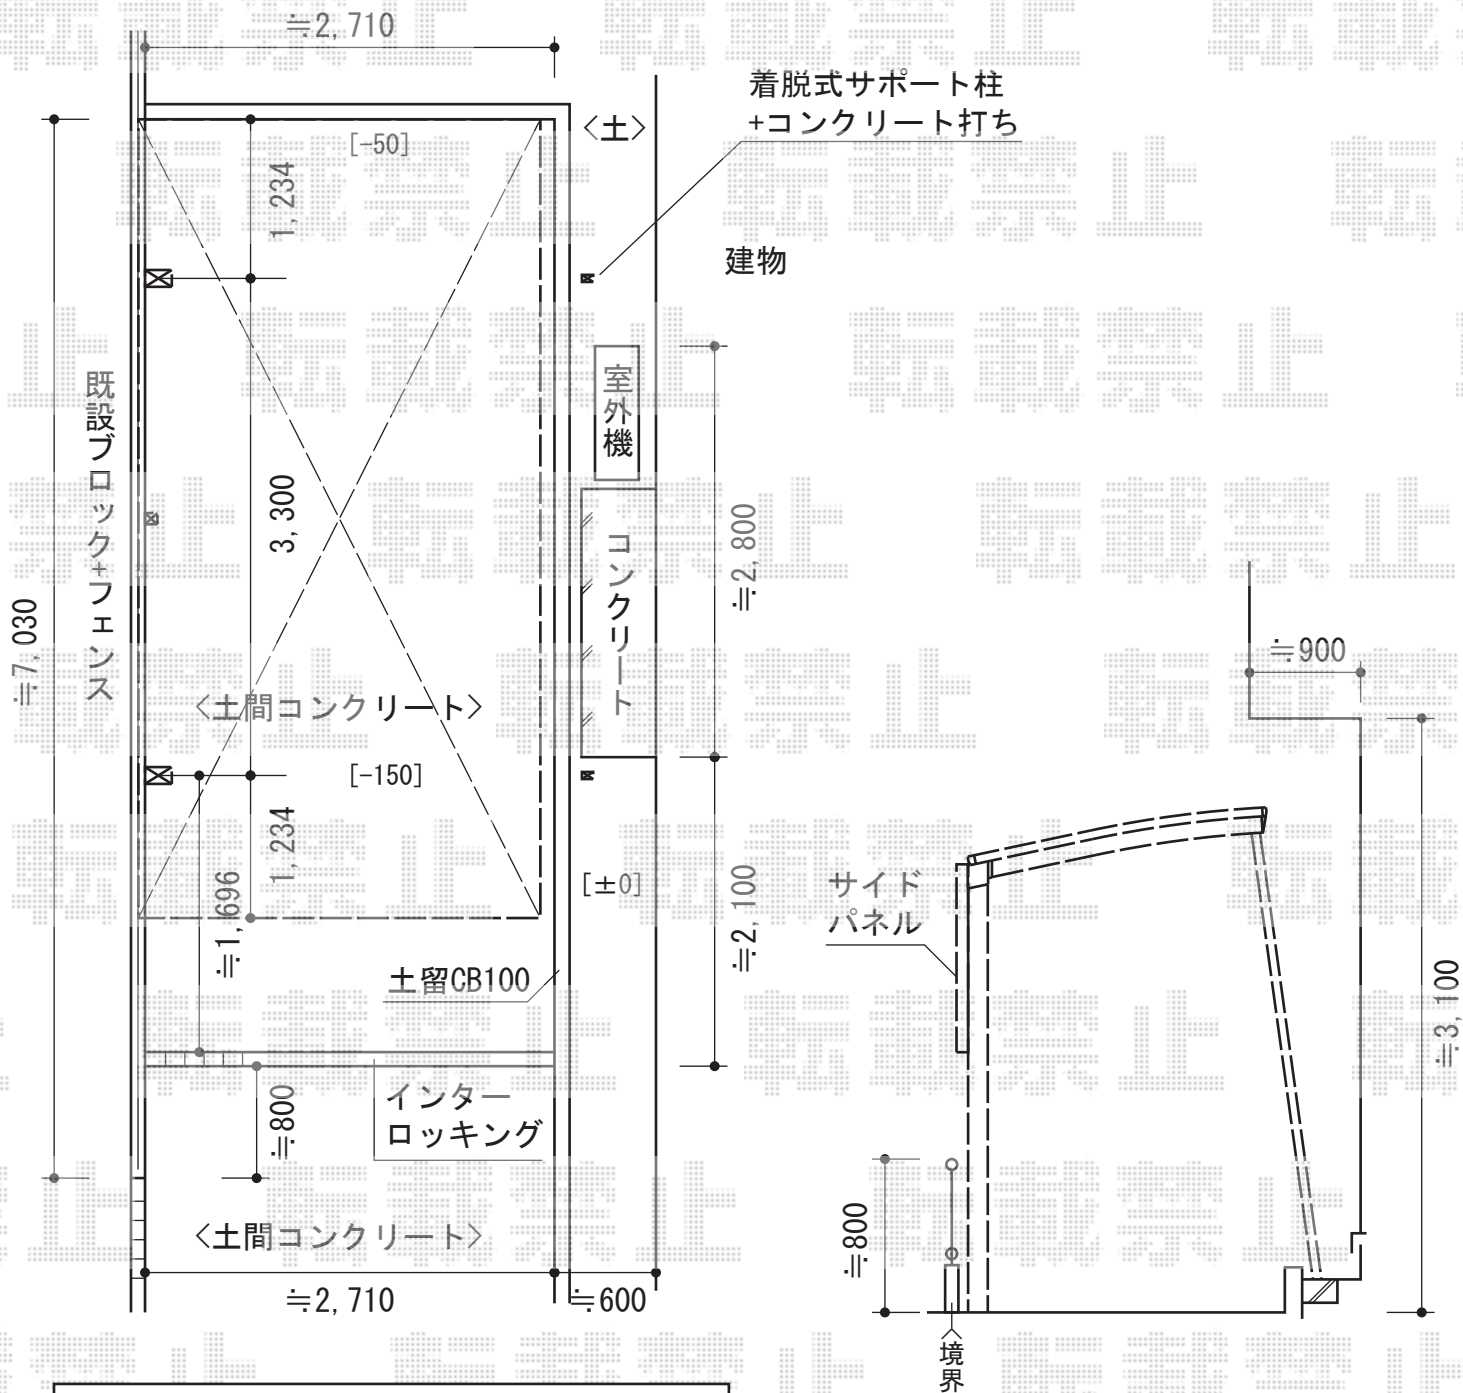 ≒2,710
着脱式サポート柱
+コンクリート打ち
<土>
[-50]
1,234
建物
室外機
既設ブロック+フェンス
3,300
コンクリート
≒2,800
≒7,030
≒900
<土間コンクリート>
[-150]
1,234
≒1,696
[±0]
≒2,100
サイド
パネル
土留CB100
≒3,100
インター
ロッキング
≒800
≒800
<土間コンクリート>
≒2,710
≒600
<境界
転載禁止